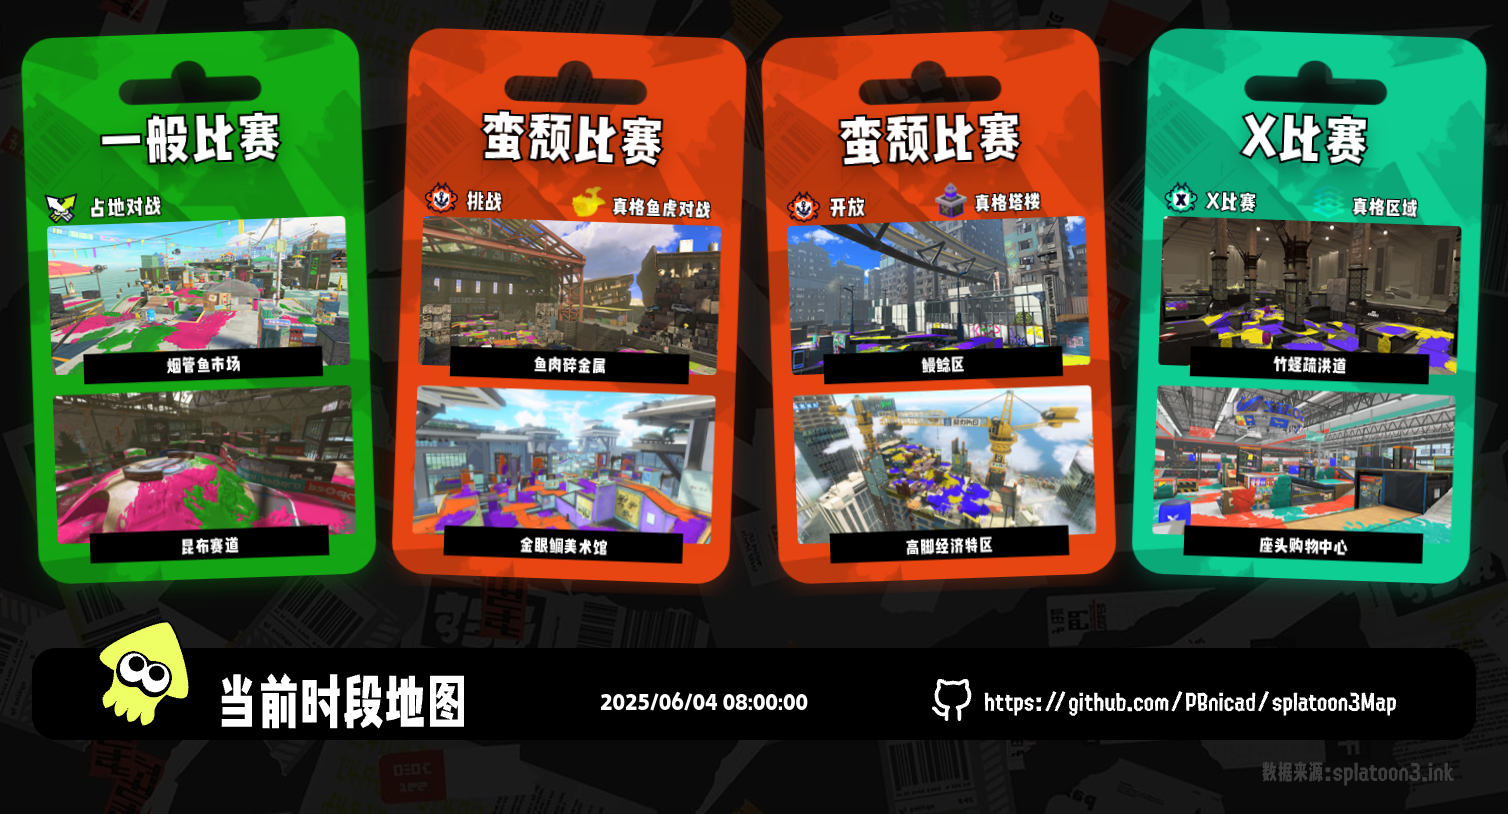 一般比赛
占地对战
烟管鱼市场
昆布赛道
蛮颓比赛
挑战
真格鱼虎对战
鱼肉碎金属
金眼鲷美术馆
蛮颓比赛
开放
真格塔楼
鳗鲶区
高脚经济特区
X比赛
X比赛
真格区域
竹蛏疏洪道
座头购物中心
当前时段地图
2025/06/04 08:00:00
https://github.com/PBnicad/splatoon3Map
数据来源:splatoon3.ink